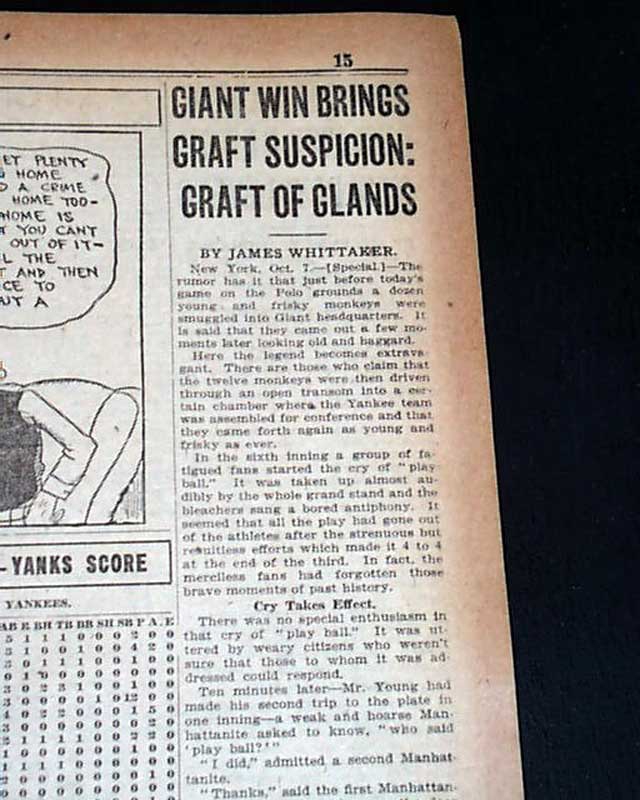 15
GIANT WIN BRINGS
GRAFT SUSPICION:
GRAFT OF GLANDS
BY JAMES WHITTAKER.
New York, Oct. 7.—[Special.]—The
rumor has it that just before today's
game on the Polo grounds a dozen
young and frisky monkeys were
smuggled into Giant headquarters. It
is said that they came out a few mo-
ments later looking old and haggard.
Here the legend becomes extrava
gant. There are those who claim that
the twelve monkeys were then driven
through an open transom into a cer-
tain chamber where the Yankee team
was assembled for conference and that
they came forth again as young and
frisky as ever.
In the sixth inning a group of fa-
tigued fans started the cry of "play
ball." It was taken up almost au-
dibly by the whole grand stand and the
bleachers sang a bored antiphony. It
seemed that all the play had gone out
of the athletes after the strenuous but
resultless efforts which made it 4 to 4
at the end of the third. In fact, the
merciless fans had forgotten those
brave moments of past history.
Cry Takes Effect.
There was no special enthusiasm in
that cry of "play ball." It was ut-
tered by weary citizens who weren't
sure that those to whom it was ad-
dressed could respond.
Ten minutes later—Mr. Young had
made his second trip to the plate in
one inning—a weak and hoarse Man-
hattanite asked to know, "who said
'play ball?'"
"I did," admitted a second Manhat-
tanite.
"Thanks," said the first Manhattan-
ET PLENTY
HOME
A CRIME
HOME TOO-
HOME IS
YOU CANT
OUT OF IT-
L THE
AND THEN
CE TO
UT A
-YANKS SCORE
YANKEES.
AB R BH TB BB SH SB P A. E